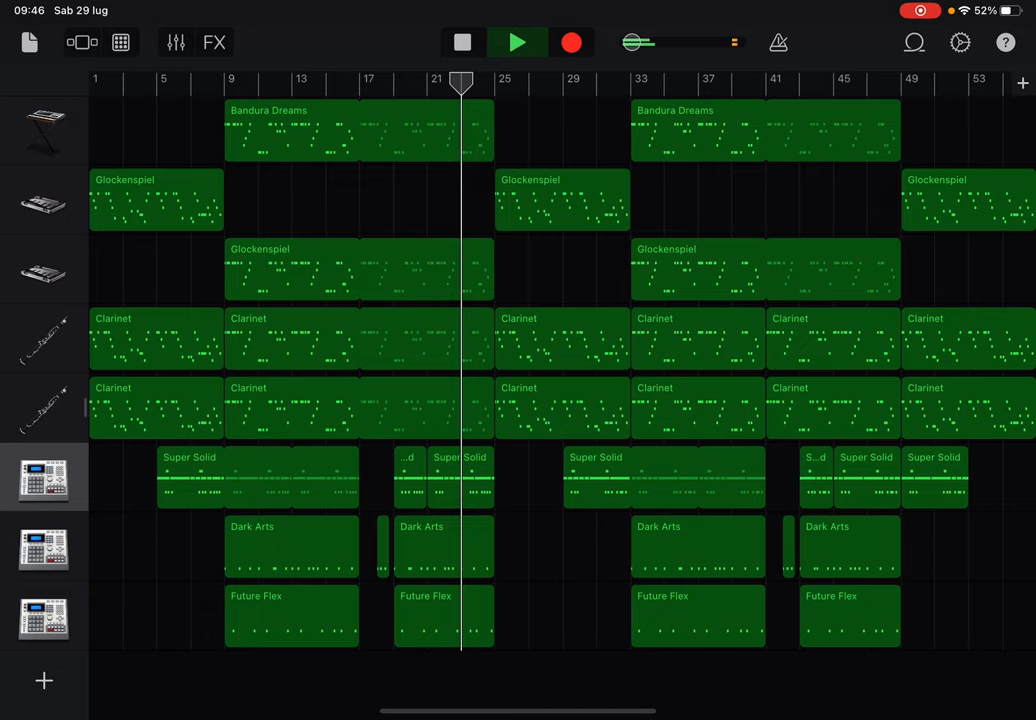 09:46 Sab 29 lug 52%
FX ?
1 5 9 13 17 21 25 29 33 37 41 45 49 53 +
Bandura Dreams Bandura Dreams
Glockenspiel Glockenspiel Glockenspiel
Glockenspiel Glockenspiel
Clarinet Clarinet Clarinet Clarinet Clarinet Clarinet
Clarinet Clarinet Clarinet Clarinet Clarinet Clarinet
Super Solid ...d Super Solid Super Solid S...d Super Solid Super Solid
Dark Arts Dark Arts Dark Arts Dark Arts
Future Flex Future Flex Future Flex Future Flex
+